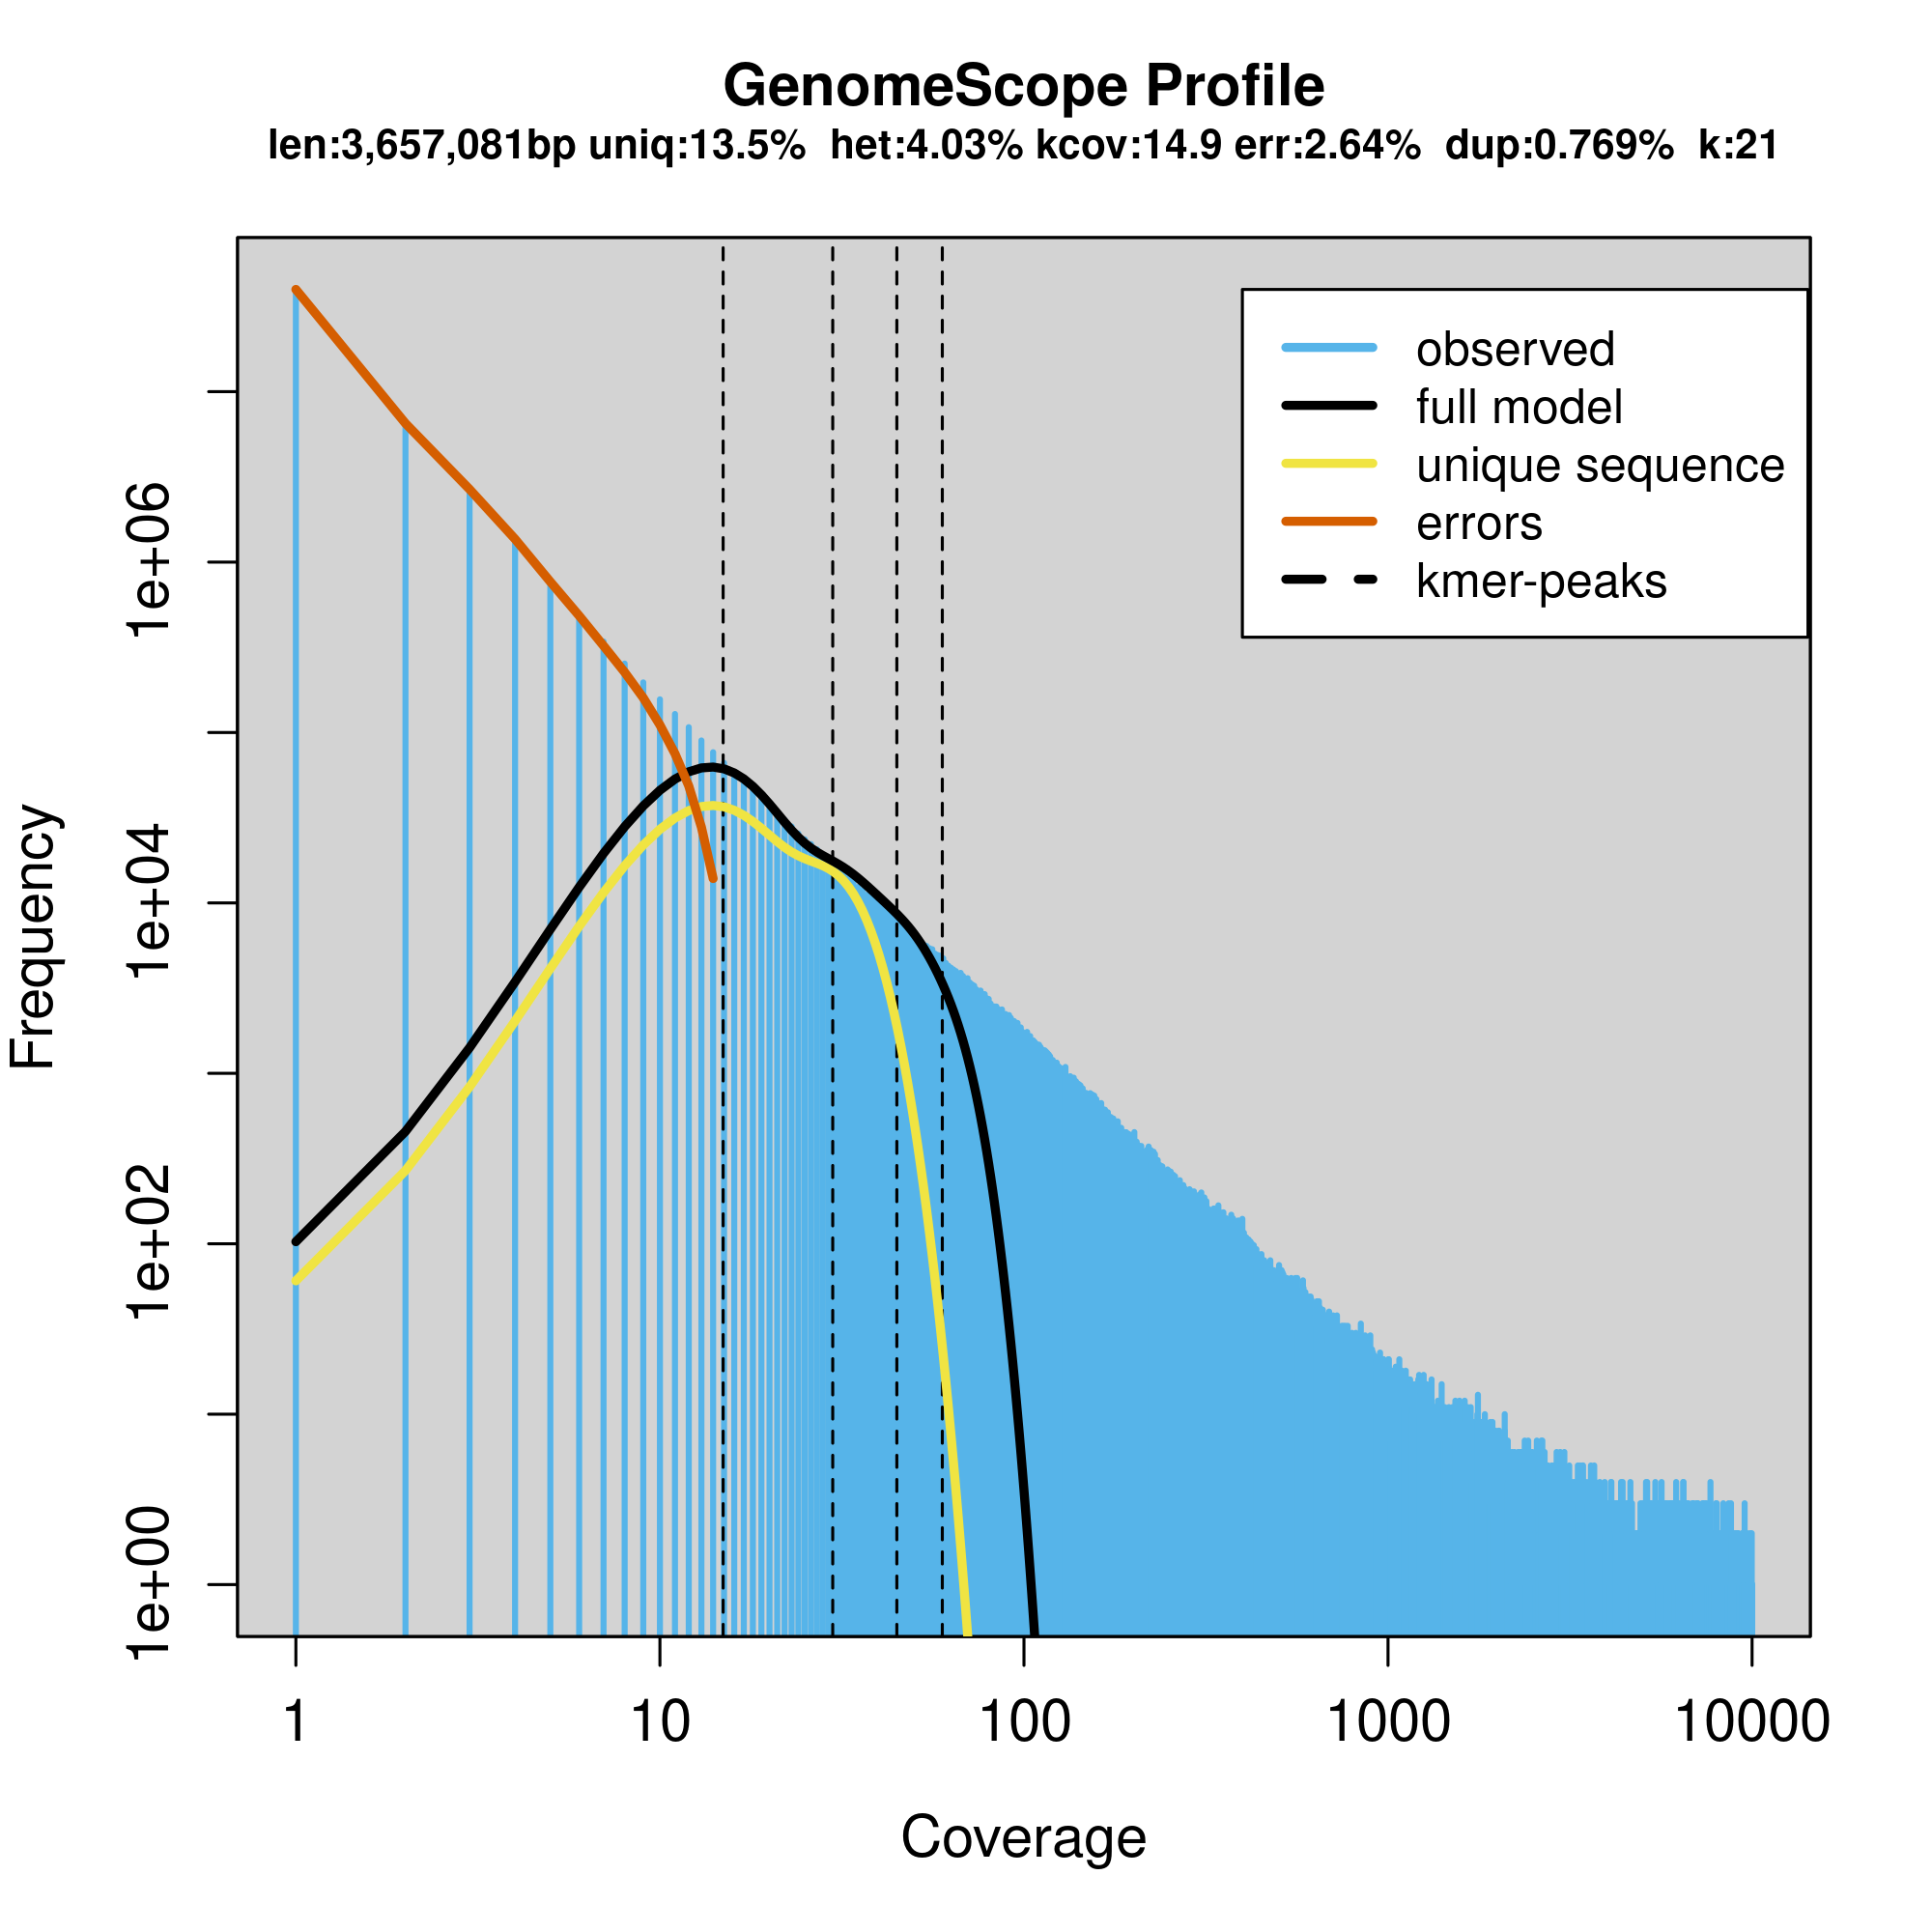 GenomeScope Profile
len:3,657,081bp uniq:13.5% het:4.03% kcov:14.9 err:2.64% dup:0.769% k:21
observed
full model
unique sequence
errors
kmer-peaks
Frequency
1e+06
1e+04
1e+02
1e+00
1 10 100 1000 10000
Coverage